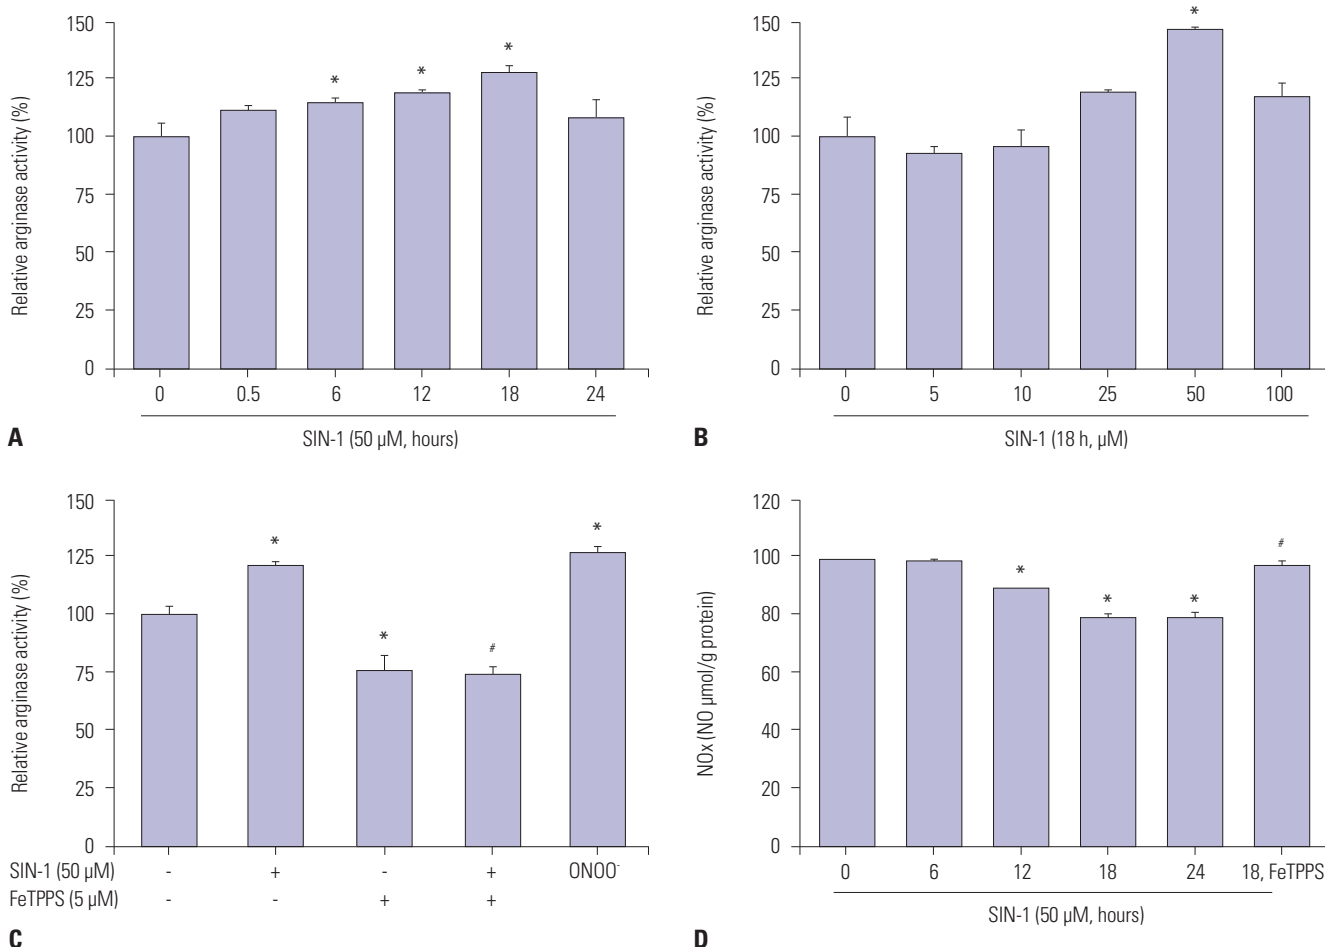 150
125
100
75
50
25
0
Relative arginase activity (%)
*
*
*
0 0.5 6 12 18 24
SIN-1 (50 µM, hours)
A
150
125
100
75
50
25
0
Relative arginase activity (%)
*
0 5 10 25 50 100
SIN-1 (18 h, µM)
B
150
125
100
75
50
25
0
Relative arginase activity (%)
*
*
#
*
SIN-1 (50 µM) - + - + ONOO-
FeTPPS (5 µM) - - + +
C
120
100
80
60
40
20
0
NOx (NO µmol/g protein)
*
*
*
#
0 6 12 18 24 18, FeTPPS
SIN-1 (50 µM, hours)
D